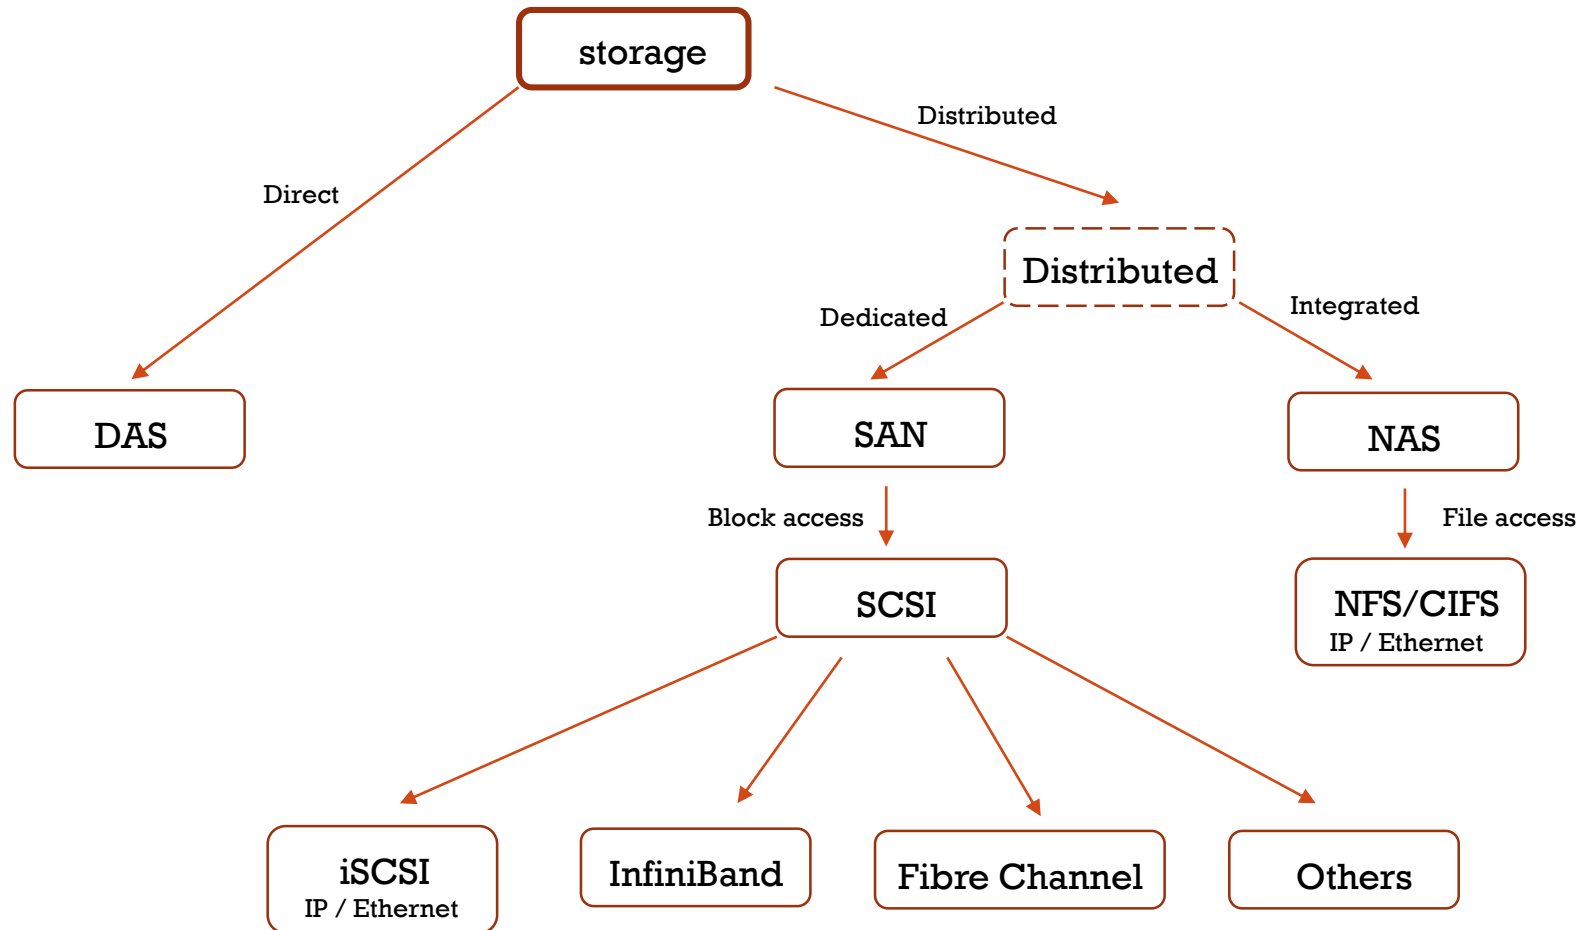 storage
Distributed
Direct
Distributed
Dedicated
Integrated
DAS
SAN
NAS
Block access
File access
SCSI
NFS/CIFS
IP / Ethernet
iSCSI
IP / Ethernet
InfiniBand
Fibre Channel
Others